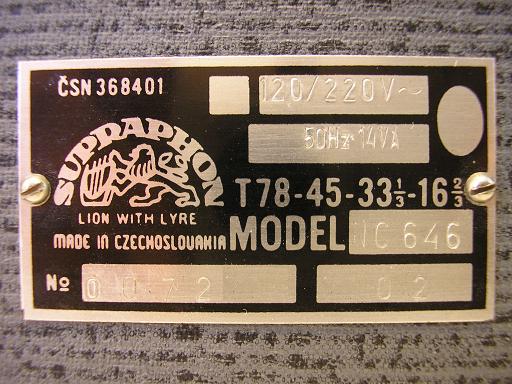 ČSN 368401
120/220V~
50Hz 14VA
SUPRAPHON
LION WITH LYRE
T78-45-33⅓-16⅔
MADE IN CZECHOSLOVAKIA
MODEL NC 646
No 0072 02